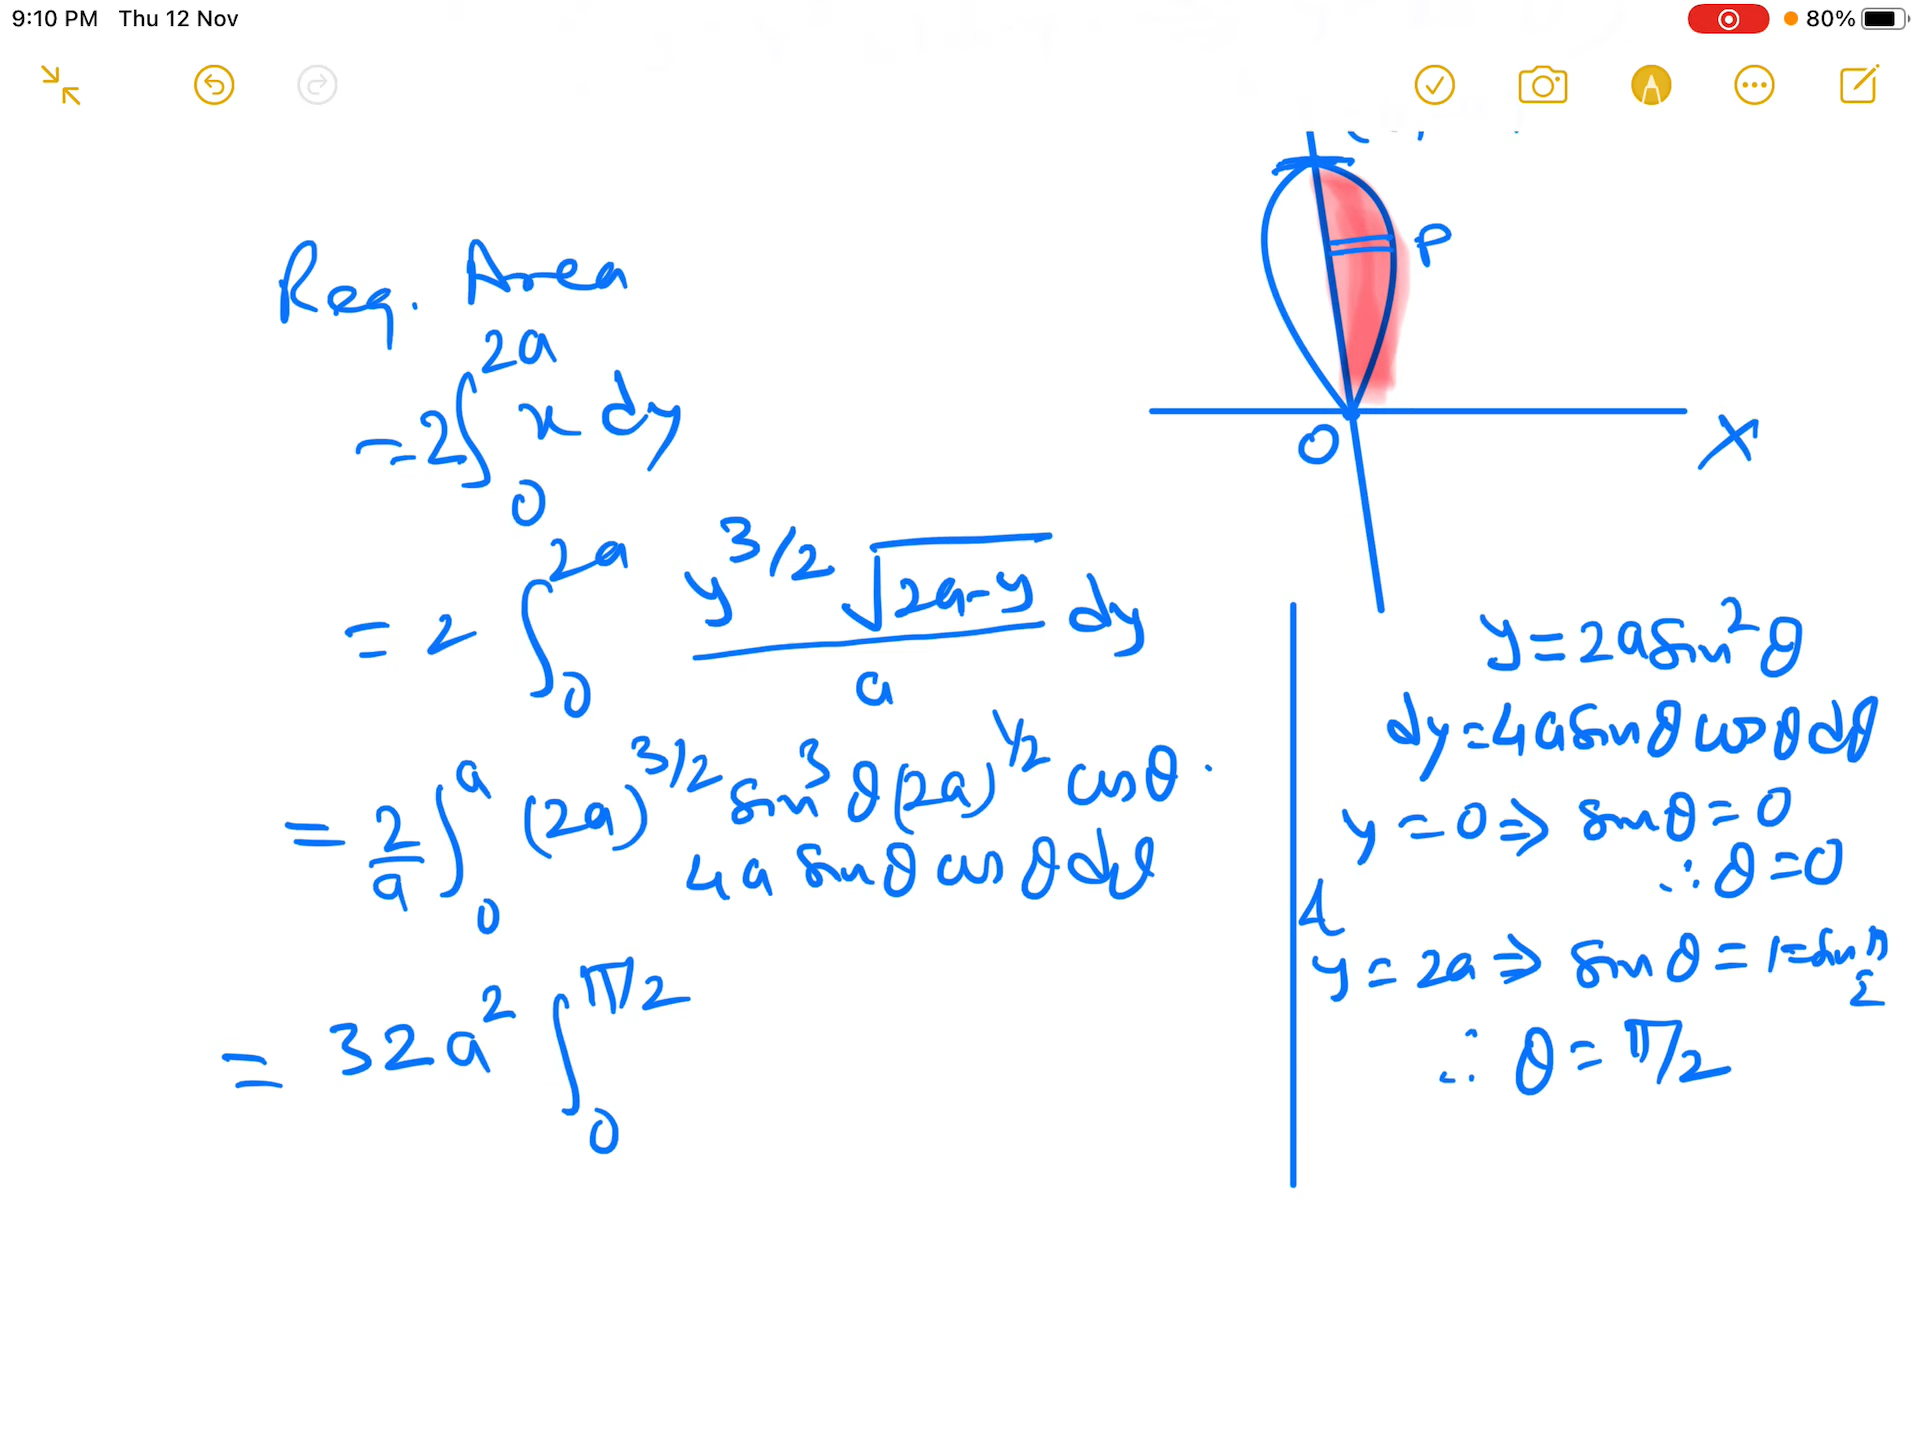 9:10 PM Thu 12 Nov
80%
P
O
X
Req. Area
= 2∫₀^{2a} x dy
= 2 ∫₀^{2a} y^{3/2} √(2a-y) / a dy
= 2/a ∫₀^{a} (2a)^{3/2} sin³θ (2a)^{1/2} cosθ .
4a sinθ cosθ dθ
= 32a² ∫₀^{π/2}
y = 2a sin²θ
dy = 4a sinθ cosθ dθ
y = 0 ⇒ sinθ = 0
∴ θ = 0
&
y = 2a ⇒ sinθ = 1 = sin π/2
∴ θ = π/2